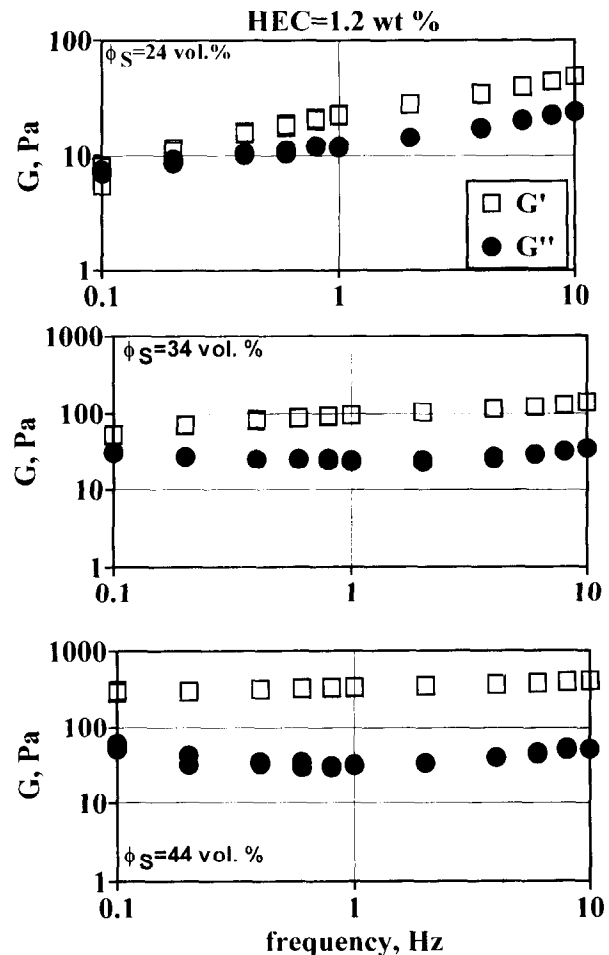 HEC=1.2 wt %
ϕS=24 vol.%
100
10
1
G, Pa
G'
G''
0.1 1 10
ϕS=34 vol. %
1000
100
10
1
G, Pa
0.1 1 10
1000
100
10
1
G, Pa
ϕS=44 vol. %
0.1 1 10
frequency, Hz